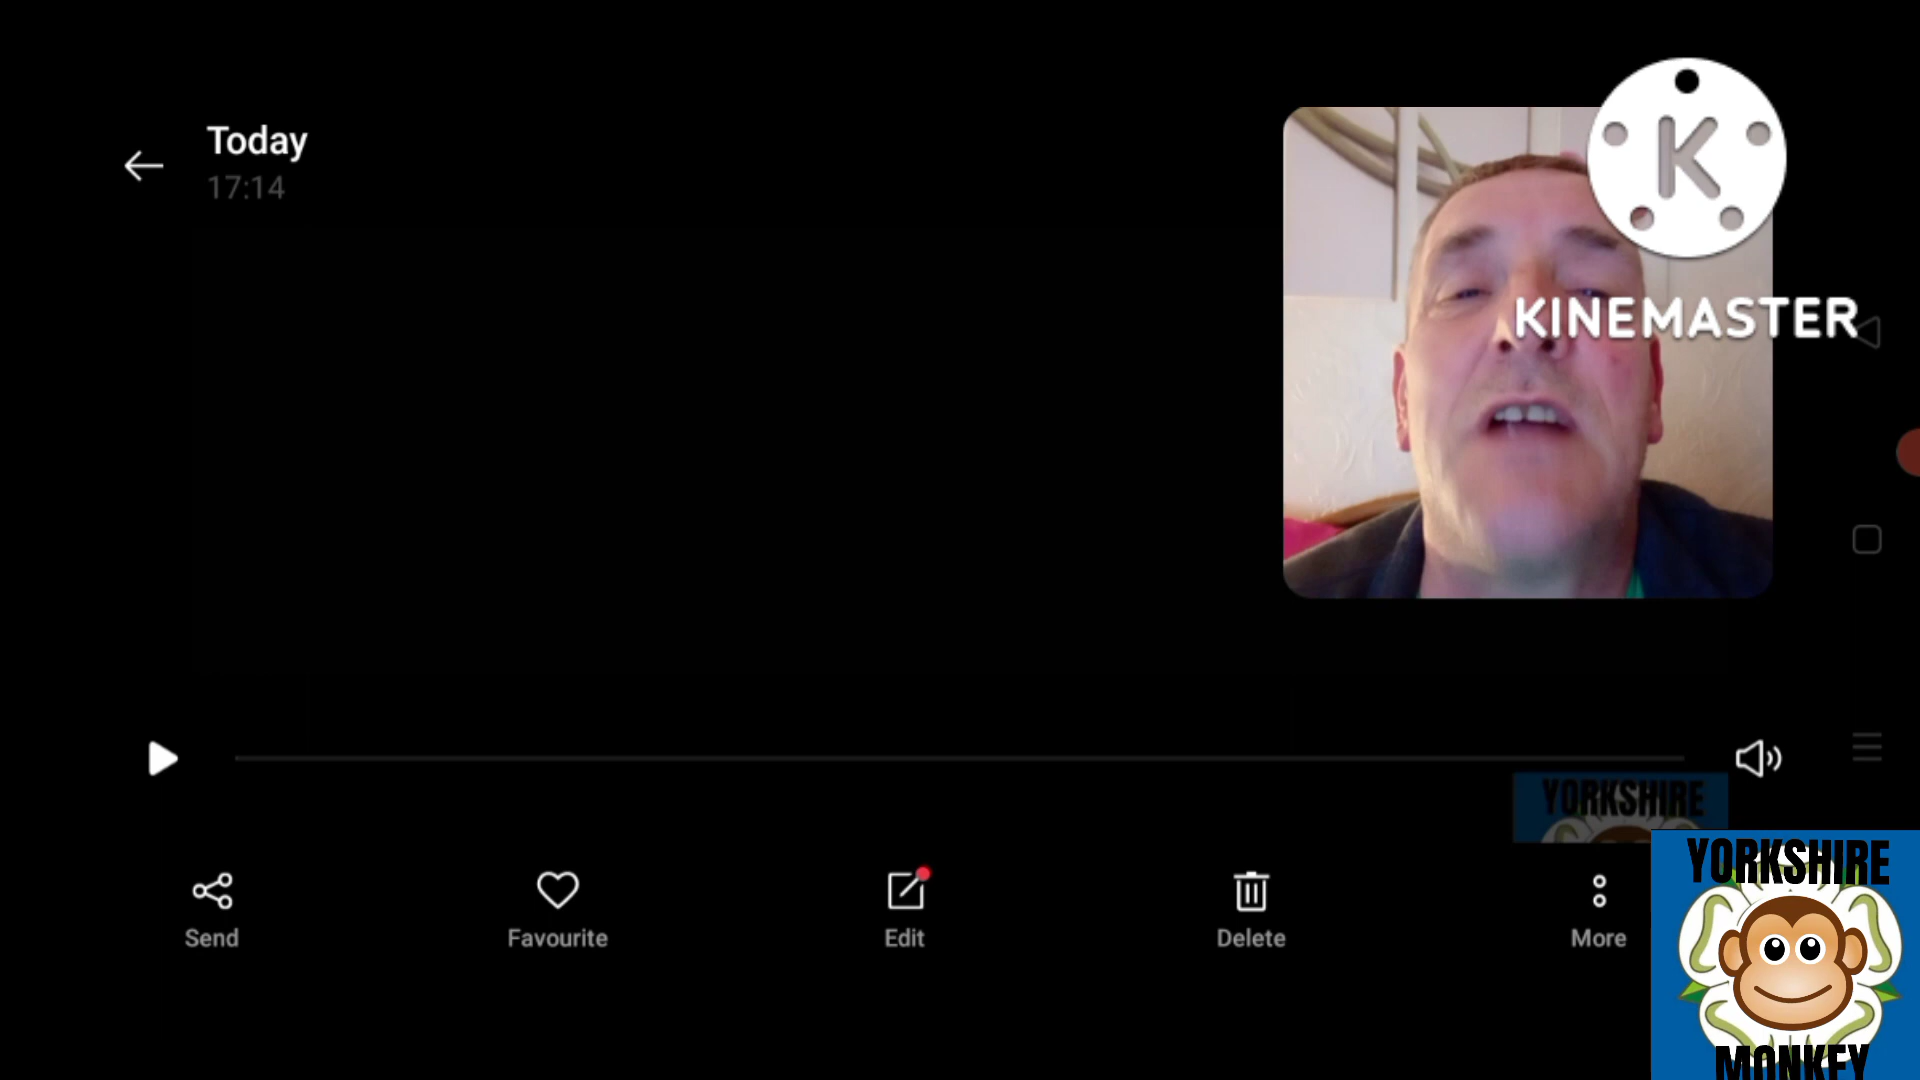 Today
17:14
K
KINEMASTER
YORKSHIRE
Send
Favourite
Edit
Delete
More
YORKSHIRE
MONKEY